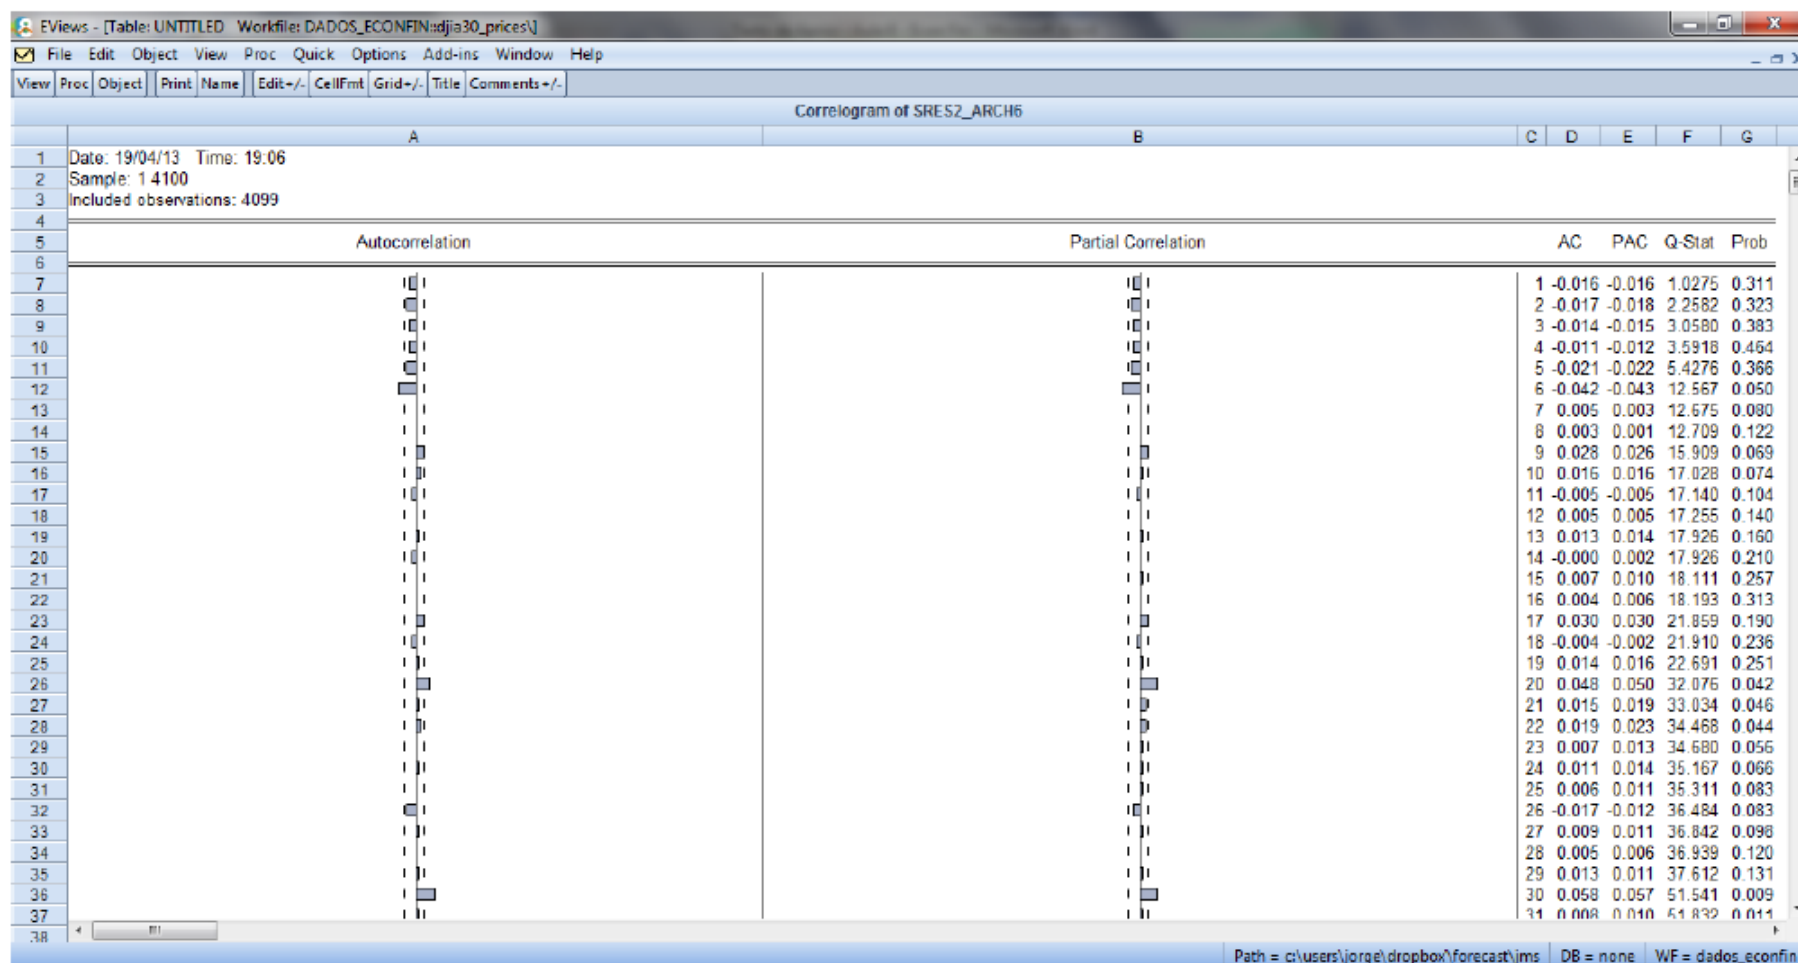 EViews - [Table: UNTITLED   Workfile: DADOS_ECONFIN::djia30_prices\]
File Edit Object View Proc Quick Options Add-ins Window Help
View Proc Object Print Name Edit+/- CellFmt Grid+/- Title Comments+/-
Correlogram of SRES2_ARCH6
A B C D E F G
1 Date: 19/04/13 Time: 19:06
2 Sample: 1 4100
3 Included observations: 4099
4
5 Autocorrelation Partial Correlation AC PAC Q-Stat Prob
6
7 1 -0.016 -0.016 1.0275 0.311
8 2 -0.017 -0.018 2.2582 0.323
9 3 -0.014 -0.015 3.0580 0.383
10 4 -0.011 -0.012 3.5918 0.464
11 5 -0.021 -0.022 5.4276 0.366
12 6 -0.042 -0.043 12.567 0.050
13 7 0.005 0.003 12.675 0.080
14 8 0.003 0.001 12.709 0.122
15 9 0.028 0.026 15.909 0.069
16 10 0.016 0.016 17.028 0.074
17 11 -0.005 -0.005 17.140 0.104
18 12 0.005 0.005 17.255 0.140
19 13 0.013 0.014 17.926 0.160
20 14 -0.000 0.002 17.926 0.210
21 15 0.007 0.010 18.111 0.257
22 16 0.004 0.006 18.193 0.313
23 17 0.030 0.030 21.859 0.190
24 18 -0.004 -0.002 21.910 0.236
25 19 0.014 0.016 22.691 0.251
26 20 0.048 0.050 32.076 0.042
27 21 0.015 0.019 33.034 0.046
28 22 0.019 0.023 34.468 0.044
29 23 0.007 0.013 34.680 0.056
30 24 0.011 0.014 35.167 0.066
31 25 0.006 0.011 35.311 0.083
32 26 -0.017 -0.012 36.484 0.083
33 27 0.009 0.011 36.842 0.098
34 28 0.005 0.006 36.939 0.120
35 29 0.013 0.011 37.612 0.131
36 30 0.058 0.057 51.541 0.009
37 31 0.008 0.010 51.832 0.011
38
Path = c:\users\jorge\dropbox\forecast\ims DB = none WF = dados_econfin